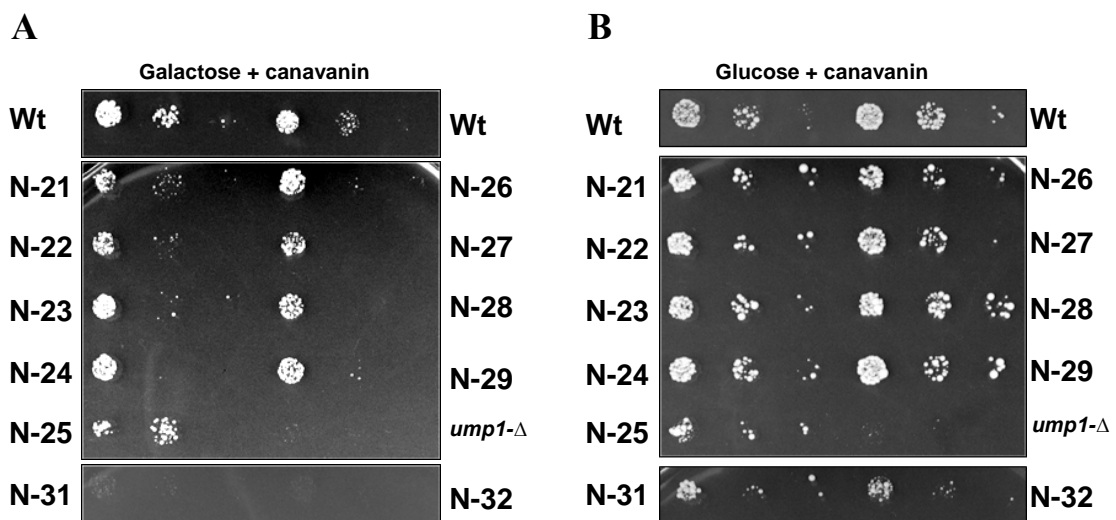 A
B
Galactose + canavanin
Glucose + canavanin
Wt
Wt
Wt
Wt
N-21
N-26
N-21
N-26
N-22
N-27
N-22
N-27
N-23
N-28
N-23
N-28
N-24
N-29
N-24
N-29
N-25
ump1-Δ
N-25
ump1-Δ
N-31
N-32
N-31
N-32